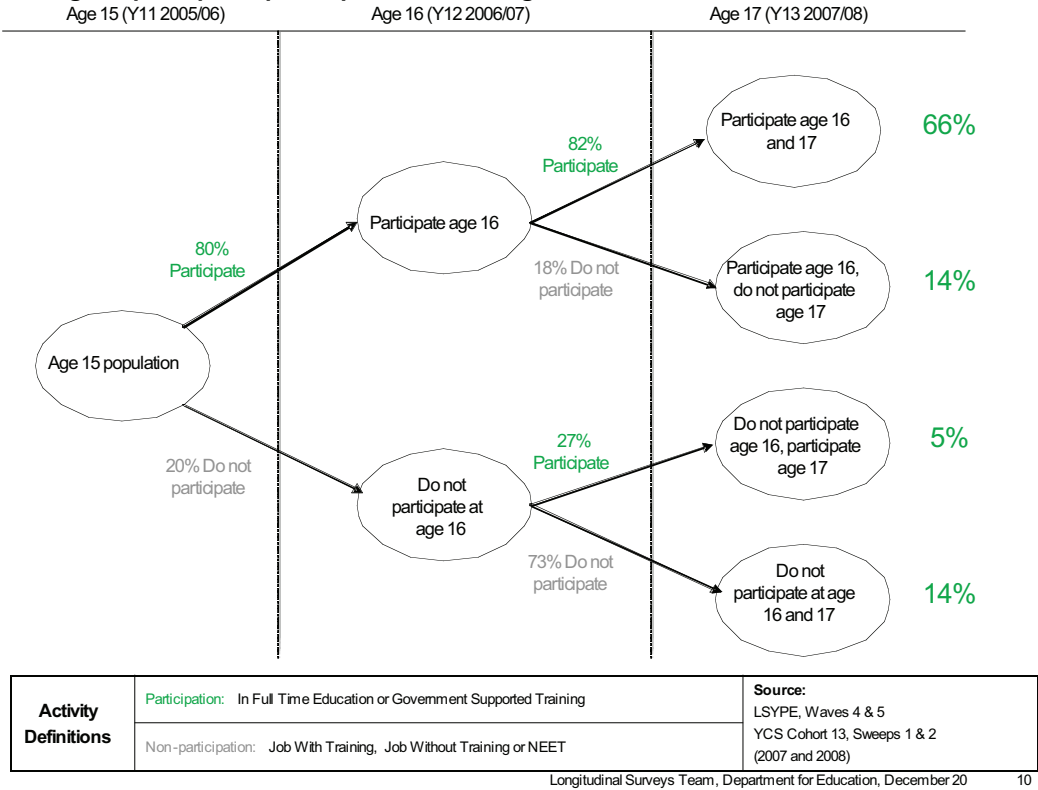 Age 15 (Y11 2005/06) Age 16 (Y12 2006/07) Age 17 (Y13 2007/08)
Participate age 16
and 17
66%
82%
Participate
Participate age 16
80%
Participate
18% Do not
participate
Participate age 16,
do not participate
age 17
14%
Age 15 population
20% Do not
participate
Do not
participate at
age 16
27%
Participate
Do not participate
age 16, participate
age 17
5%
73% Do not
participate
Do not
participate at age
16 and 17
14%
Activity
Definitions
Participation: In Full Time Education or Government Supported Training
Non-participation: Job With Training, Job Without Training or NEET
Source:
LSYPE, Waves 4 & 5
YCS Cohort 13, Sweeps 1 & 2
(2007 and 2008)
Longitudinal Surveys Team, Department for Education, December 20 10